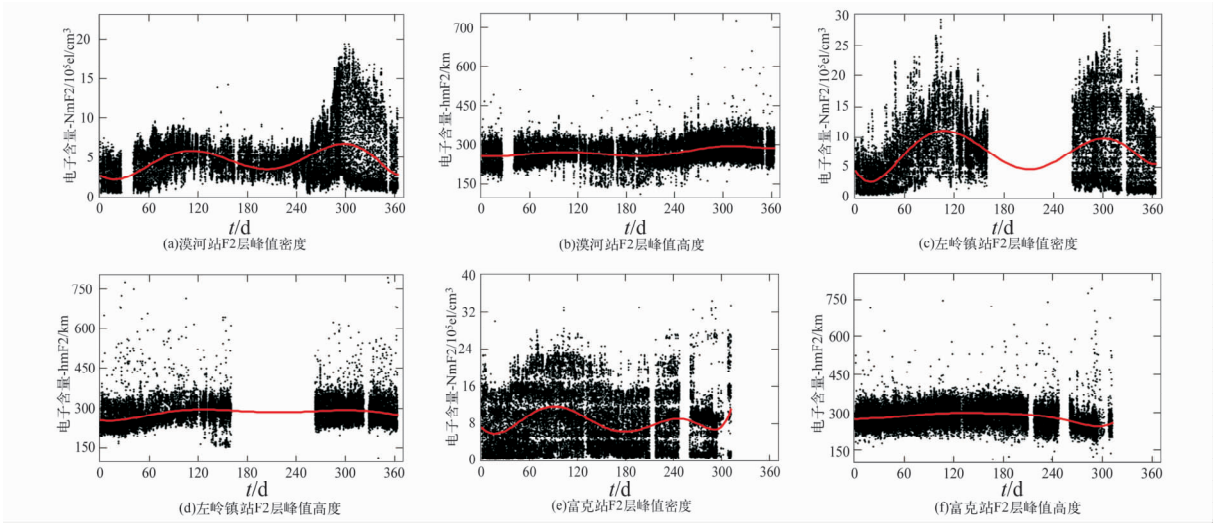 电子含量-NmF2/10⁵el/cm³
20
15
10
5
0
0 60 120 180 240 300 360
t/d
(a)漠河站F2层峰值密度
电子含量-hmF2/km
700
600
450
300
150
0 60 120 180 240 300 360
t/d
(b)漠河站F2层峰值高度
电子含量-NmF2/10⁵el/cm³
30
25
20
15
10
5
0
0 60 120 180 240 300 360
t/d
(c)左岭镇站F2层峰值密度
电子含量-hmF2/km
750
600
450
300
150
0 60 120 180 240 300 360
t/d
(d)左岭镇站F2层峰值高度
电子含量-NmF2/10⁵el/cm³
40
32
24
16
8
0
0 60 120 180 240 300 360
t/d
(e)富克站F2层峰值密度
电子含量-hmF2/km
750
600
450
300
150
0 60 120 180 240 300 360
t/d
(f)富克站F2层峰值高度